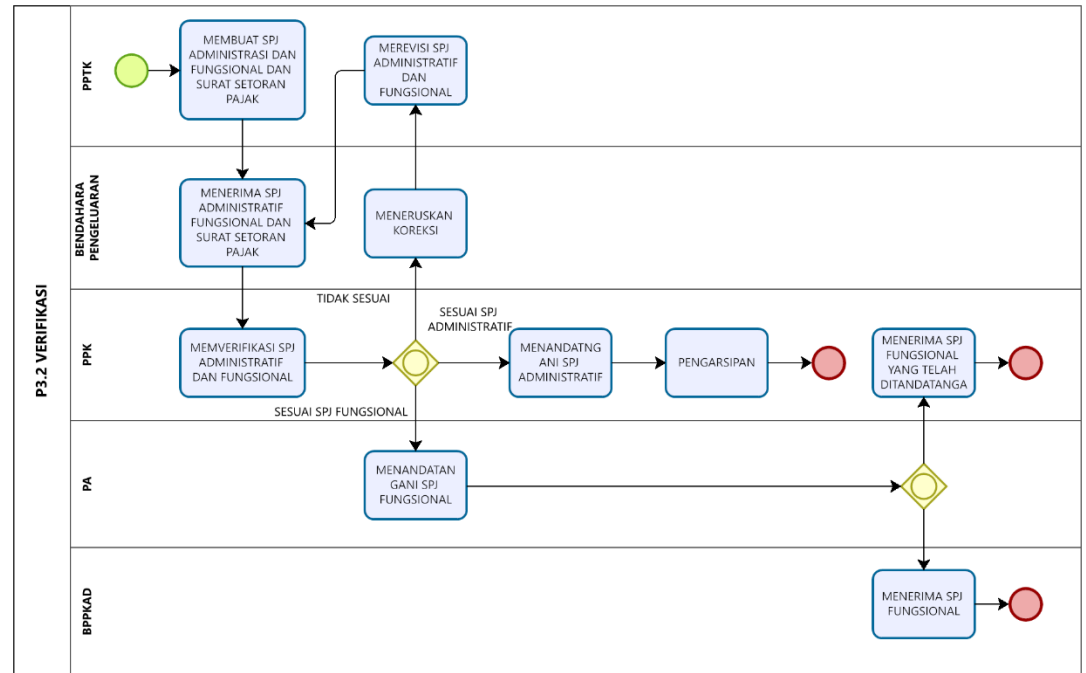 P3.2 VERIFIKASI
PPTK
MEMBUAT SPJ
ADMINISTRASI DAN
FUNGSIONAL DAN
SURAT SETORAN
PAJAK
MEREVISI SPJ
ADMINISTRATIF
DAN
FUNGSIONAL
BENDAHARA
PENGELUARAN
MENERIMA SPJ
ADMINISTRATIF
FUNGSIONAL DAN
SURAT SETORAN
PAJAK
MENERUSKAN
KOREKSI
PPK
TIDAK SESUAI
SESUAI SPJ
ADMINISTRATIF
MEMVERIFIKASI SPJ
ADMINISTRATIF
DAN FUNGSIONAL
MENANDATNG
ANI SPJ
ADMINISTRATIF
PENGARSIPAN
MENERIMA SPJ
FUNGSIONAL
YANG TELAH
DITANDATANGA
SESUAI SPJ FUNGSIONAL
PA
MENANDATAN
GANI SPJ
FUNGSIONAL
BPPKAD
MENERIMA SPJ
FUNGSIONAL